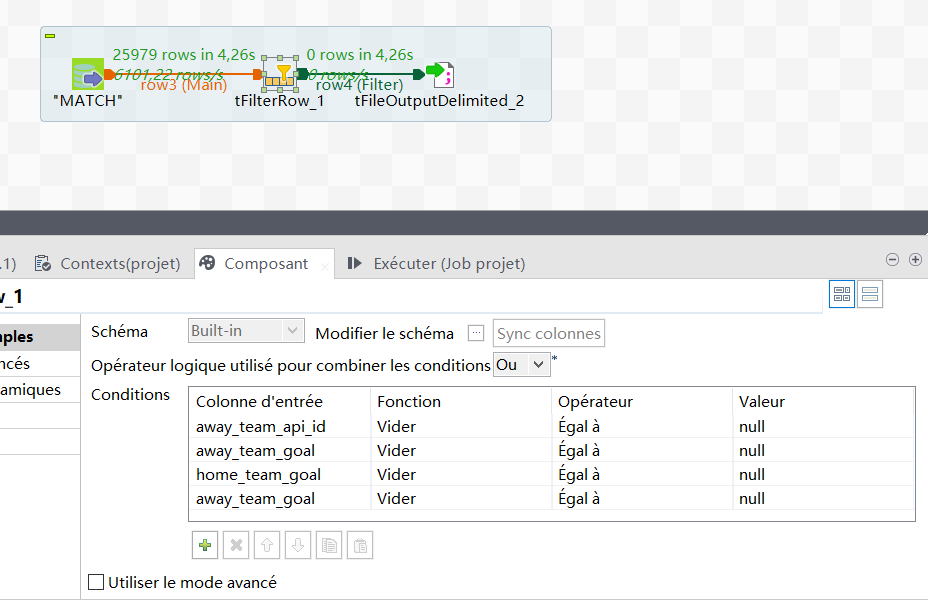 25979 rows in 4,26s 0 rows in 4,26s
6101,22 rows/s 0 rows/s
row3 (Main) row4 (Filter)
"MATCH" tFilterRow_1 tFileOutputDelimited_2
.1) Contexts(projet) Composant Exécuter (Job projet)
_1
Schéma Built-in Modifier le schéma ... Sync colonnes
Opérateur logique utilisé pour combiner les conditions Ou *
Conditions
Colonne d'entrée Fonction Opérateur Valeur
away_team_api_id Vider Égal à null
away_team_goal Vider Égal à null
home_team_goal Vider Égal à null
away_team_goal Vider Égal à null
mples
ncés
amiques
Utiliser le mode avancé